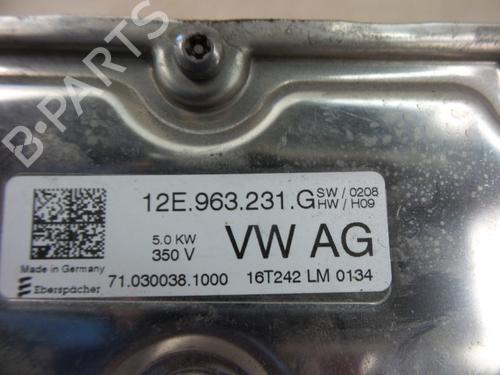 B-PARTS
12E.963.231.G SW / 0208
HW / H09
5.0 KW
350 V
VW AG
Made in Germany
Eberspächer
71.030038.1000 16T242 LM 0134